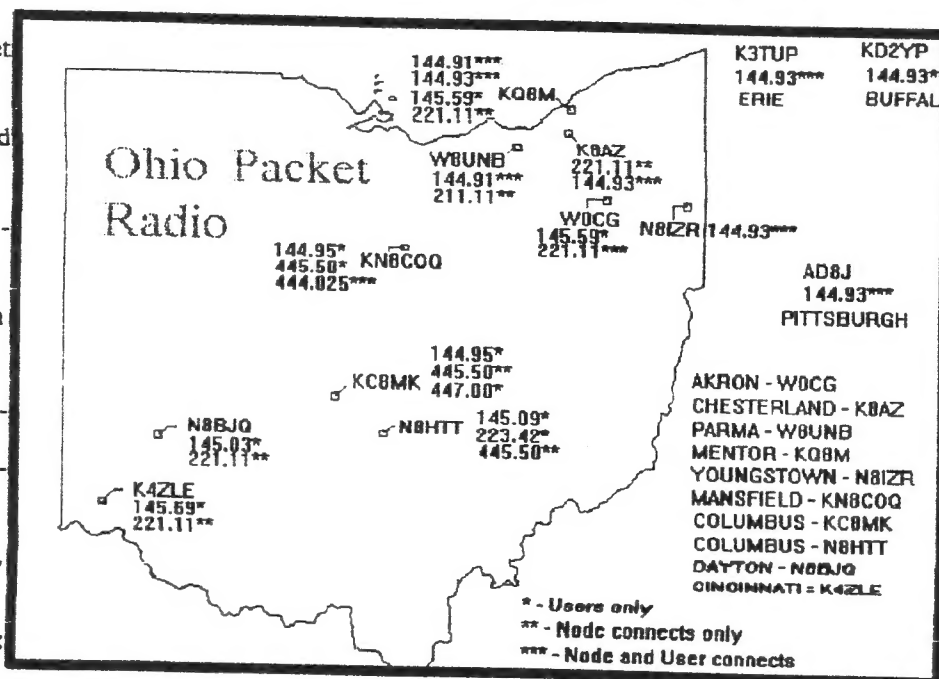 Ohio Packet
Radio
144.91***
144.93***
145.59*
221.11**
KQ8M
K3TUP
144.93***
ERIE
KD2YP
144.93*
BUFFAL
W8UNB
144.91***
211.11**
K8AZ
221.11**
144.93***
W0CG
145.59*
221.11***
N8IZR 144.93***
144.95*
445.50*
444.025***
KN8COQ
AD8J
144.93***
PITTSBURGH
KC8MK
144.95*
445.50**
447.00*
N8HTT
145.09*
223.42*
445.50**
N8BJQ
145.03*
221.11**
K4ZLE
145.69*
221.11**
AKRON - W0CG
CHESTERLAND - K8AZ
PARMA - W8UNB
MENTOR - KQ8M
YOUNGSTOWN - N8IZR
MANSFIELD - KN8COQ
COLUMBUS - KC8MK
COLUMBUS - N8HTT
DAYTON - N8BJQ
CINCINNATI = K4ZLE
* - Users only
** - Node connects only
*** - Node and User connects